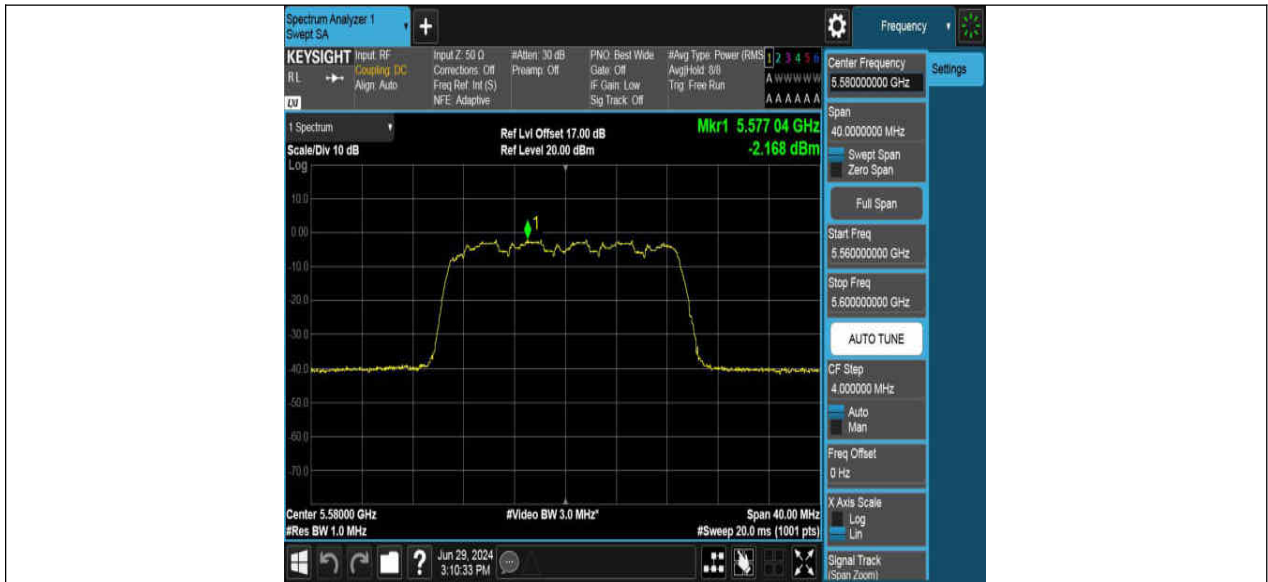 Spectrum Analyzer 1
Swept SA
+
Frequency
KEYSIGHT
RL
LXI
Input: RF
Coupling: DC
Align: Auto
Input Z: 50 Ω
Corrections: Off
Freq Ref: Int (S)
NFE: Adaptive
#Atten: 30 dB
Preamp: Off
PNO: Best Wide
Gate: Off
IF Gain: Low
Sig Track: Off
#Avg Type: Power (RMS
Avg|Hold: 8/8
Trig: Free Run
1 2 3 4 5 6
A W W W W W
A A A A A A
Center Frequency
5.580000000 GHz
Settings
1 Spectrum
Scale/Div 10 dB
Log
Ref Lvl Offset 17.00 dB
Ref Level 20.00 dBm
Mkr1 5.577 04 GHz
-2.168 dBm
10.0
0.00
-10.0
-20.0
-30.0
-40.0
-50.0
-60.0
-70.0
1
Center 5.58000 GHz
#Res BW 1.0 MHz
#Video BW 3.0 MHz*
Span 40.00 MHz
#Sweep 20.0 ms (1001 pts)
Span
40.0000000 MHz
Swept Span
Zero Span
Full Span
Start Freq
5.560000000 GHz
Stop Freq
5.600000000 GHz
AUTO TUNE
CF Step
4.000000 MHz
Auto
Man
Freq Offset
0 Hz
X Axis Scale
Log
Lin
Signal Track
(Span Zoom)
?
Jun 29, 2024
3:10:33 PM